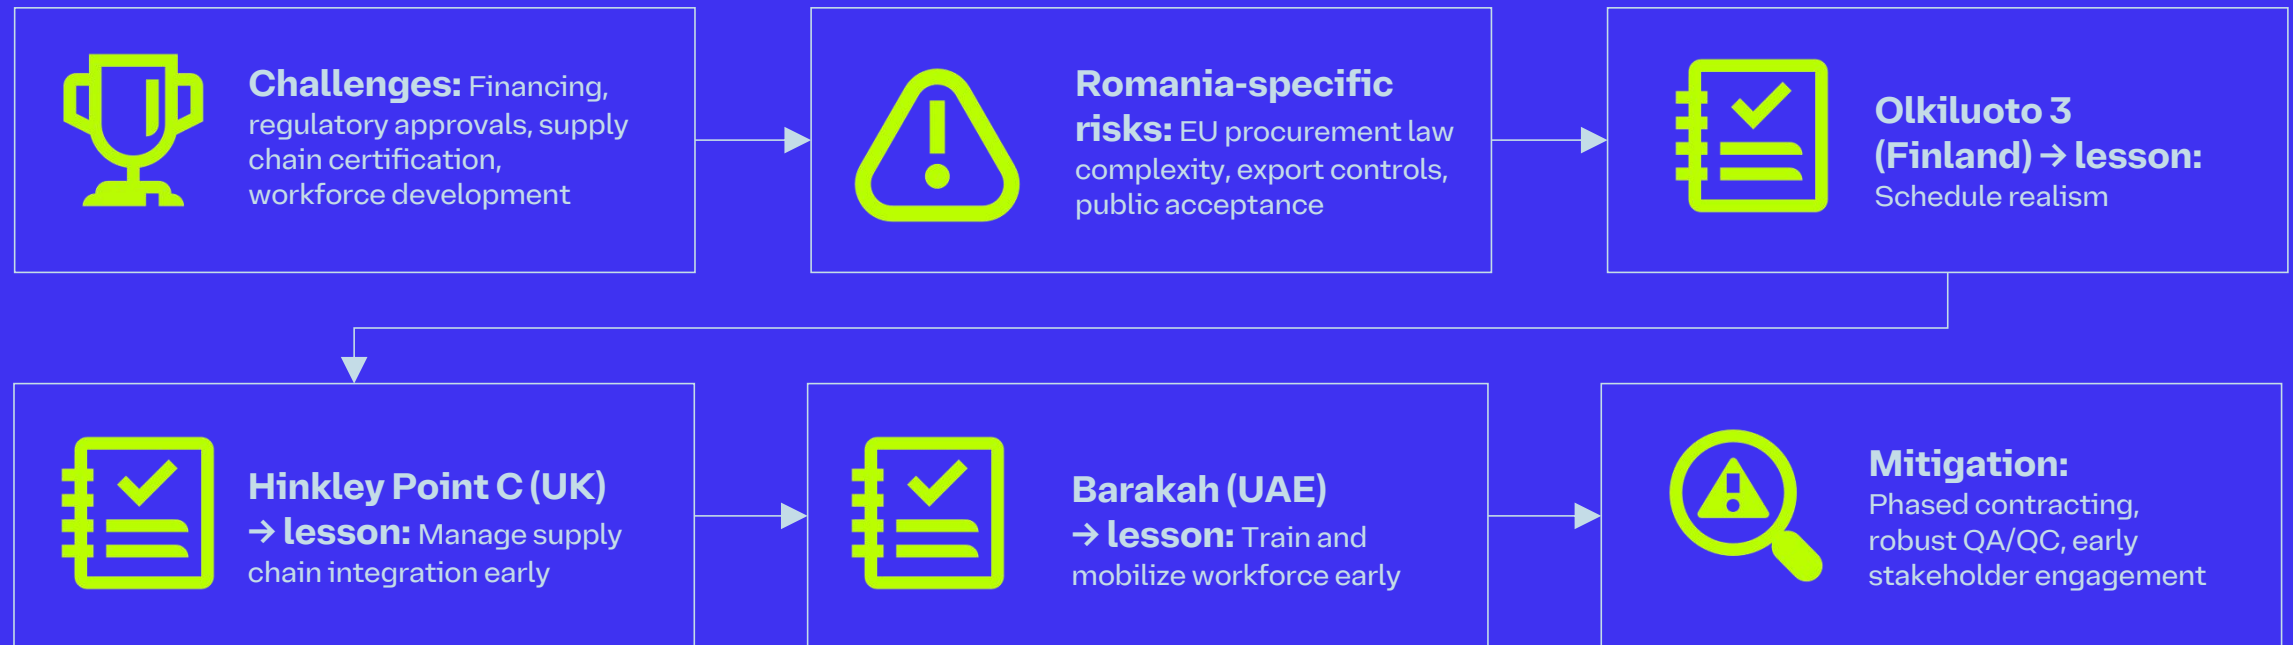 Challenges: Financing,
regulatory approvals, supply
chain certification,
workforce development
Romania-specific
risks: EU procurement law
complexity, export controls,
public acceptance
Olkiluoto 3
(Finland) → lesson:
Schedule realism
Hinkley Point C (UK)
→ lesson: Manage supply
chain integration early
Barakah (UAE)
→ lesson: Train and
mobilize workforce early
Mitigation:
Phased contracting,
robust QA/QC, early
stakeholder engagement